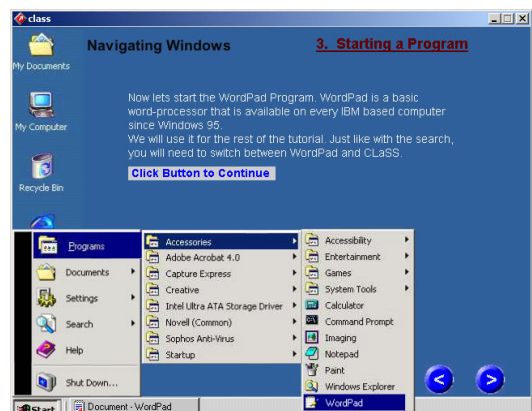 class
Navigating Windows
3. Starting a Program
My Documents
My Computer
Recycle Bin
Now lets start the WordPad Program. WordPad is a basic
word-processor that is available on every IBM based computer
since Windows 95.
We will use it for the rest of the tutorial. Just like with the search,
you will need to switch between WordPad and CLaSS.
Click Button to Continue
Programs
Documents
Settings
Search
Help
Shut Down...
Accessories
Adobe Acrobat 4.0
Capture Express
Creative
Intel Ultra ATA Storage Driver
Novell (Common)
Sophos Anti-Virus
Startup
Accessibility
Entertainment
Games
System Tools
Calculator
Command Prompt
Imaging
Notepad
Paint
Windows Explorer
WordPad
< >
Start
Document - WordPad